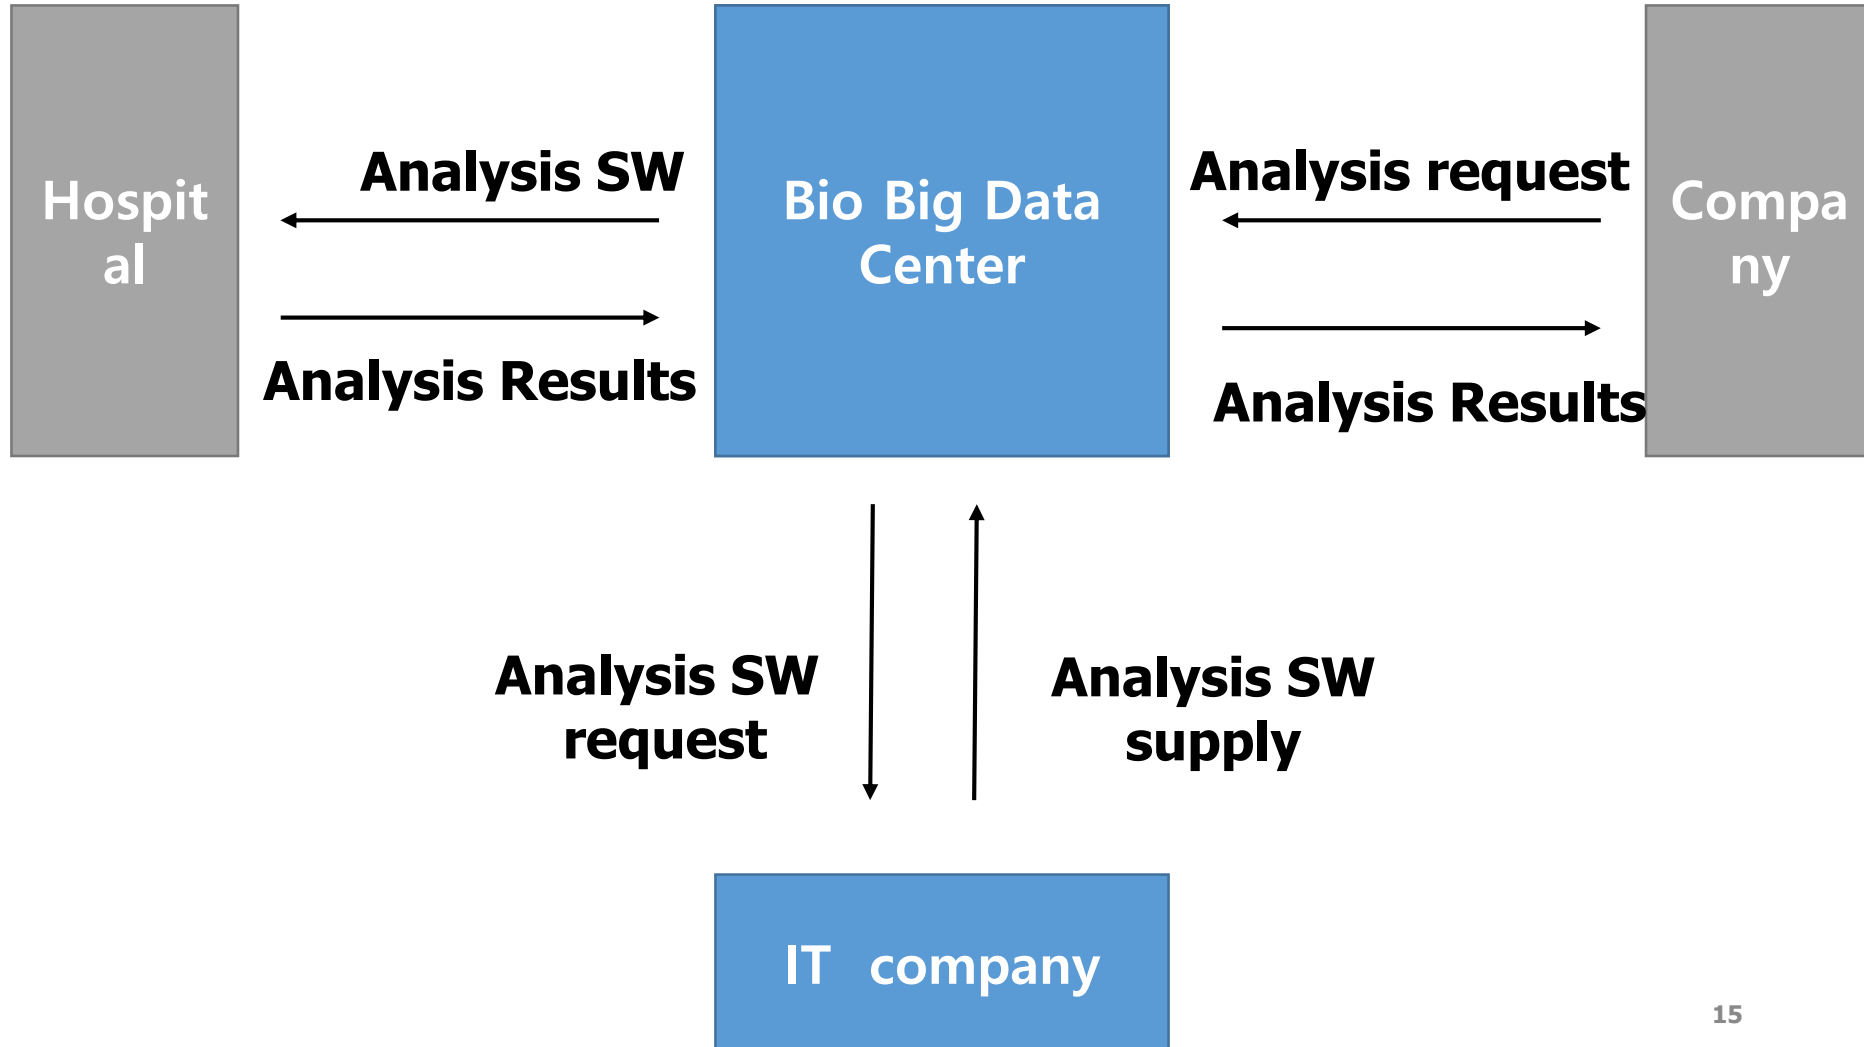 Hospit
al
Analysis SW
Analysis Results
Bio Big Data
Center
Analysis request
Analysis Results
Compa
ny
Analysis SW
request
Analysis SW
supply
IT company
15